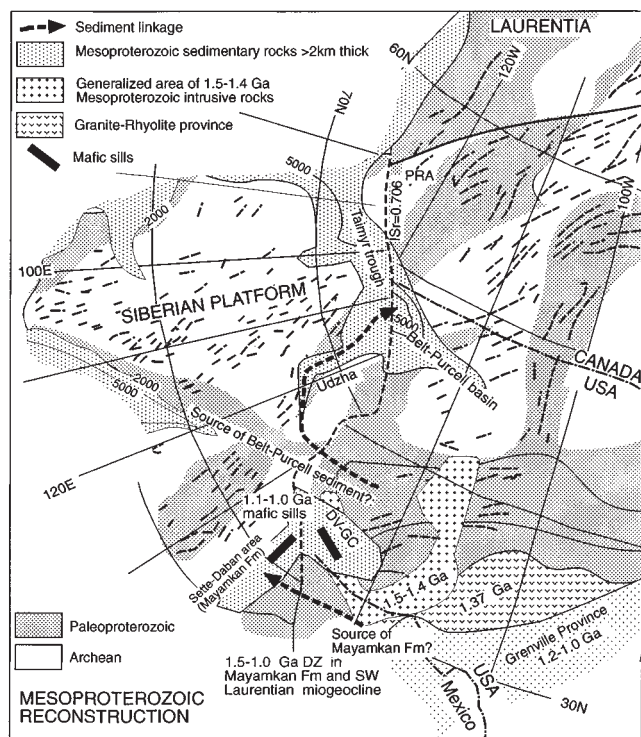 Sediment linkage
Mesoproterozoic sedimentary rocks >2km thick
Generalized area of 1.5-1.4 Ga
Mesoproterozoic intrusive rocks
Granite-Rhyolite province
Mafic sills
LAURENTIA
60N
120W
70N
100W
5000
2000
PRA
ISr=0.706
Taimyr trough
100E
SIBERIAN PLATFORM
5000
Belt-Purcell basin
CANADA
USA
Udzha
2000
5000
Source of Belt-Purcell sediment?
120E
1.1-1.0 Ga
mafic sills
DV-GC
Sette-Daban area
(Mayamkan Fm)
1.5-1.4 Ga
1.37 Ga
Grenville Province
1.2-1.0 Ga
Source of
Mayamkan Fm?
Paleoproterozoic
Archean
1.5-1.0 Ga DZ in
Mayamkan Fm and SW
Laurentian miogeocline
USA
Mexico
30N
MESOPROTEROZOIC
RECONSTRUCTION